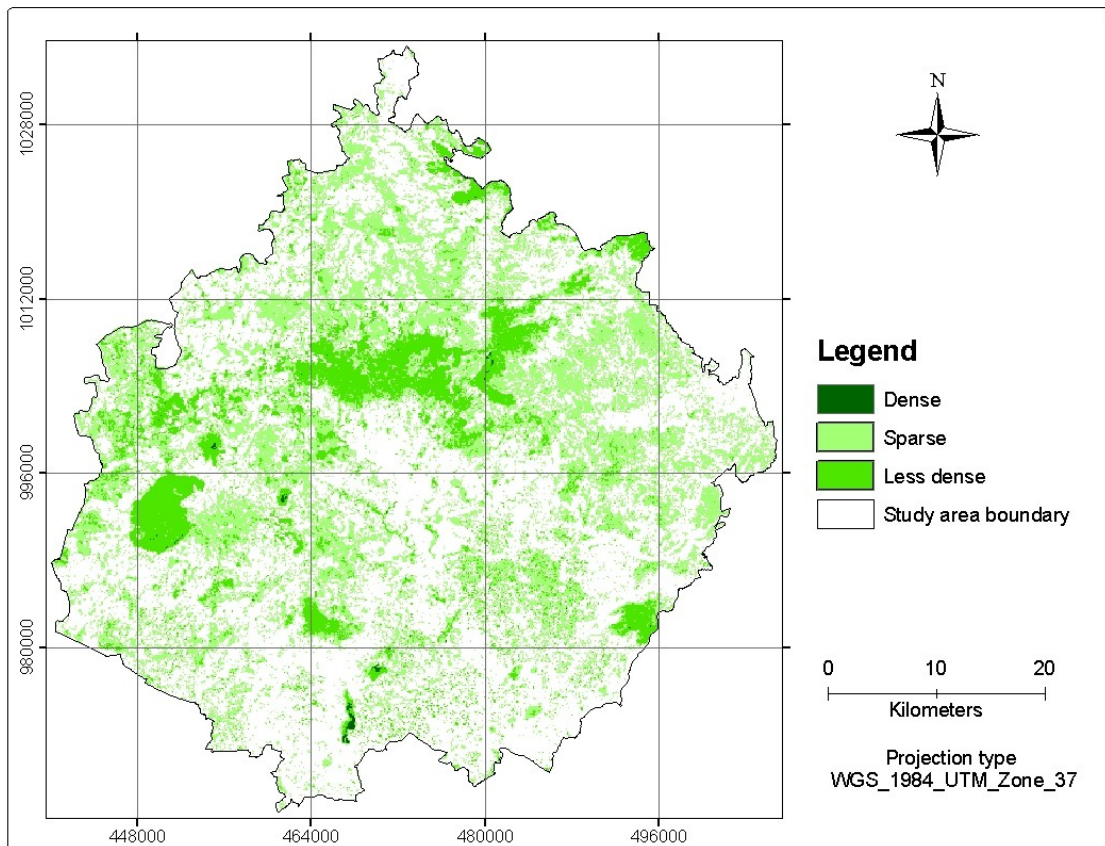 N
1028000
1012000
996000
980000
448000
464000
480000
496000
Legend
Dense
Sparse
Less dense
Study area boundary
0 10 20
Kilometers
Projection type
WGS_1984_UTM_Zone_37